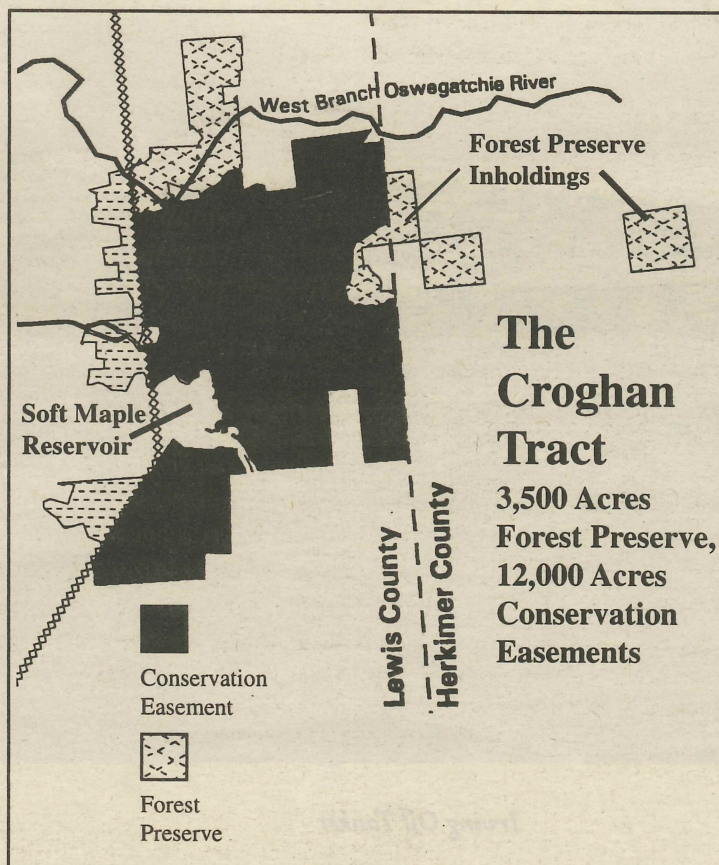 West Branch Oswegatchie River
Forest Preserve
Inholdings
The
Croghan
Tract
3,500 Acres
Forest Preserve,
12,000 Acres
Conservation
Easements
Soft Maple
Reservoir
Lewis County
Herkimer County
Conservation
Easement
Forest
Preserve